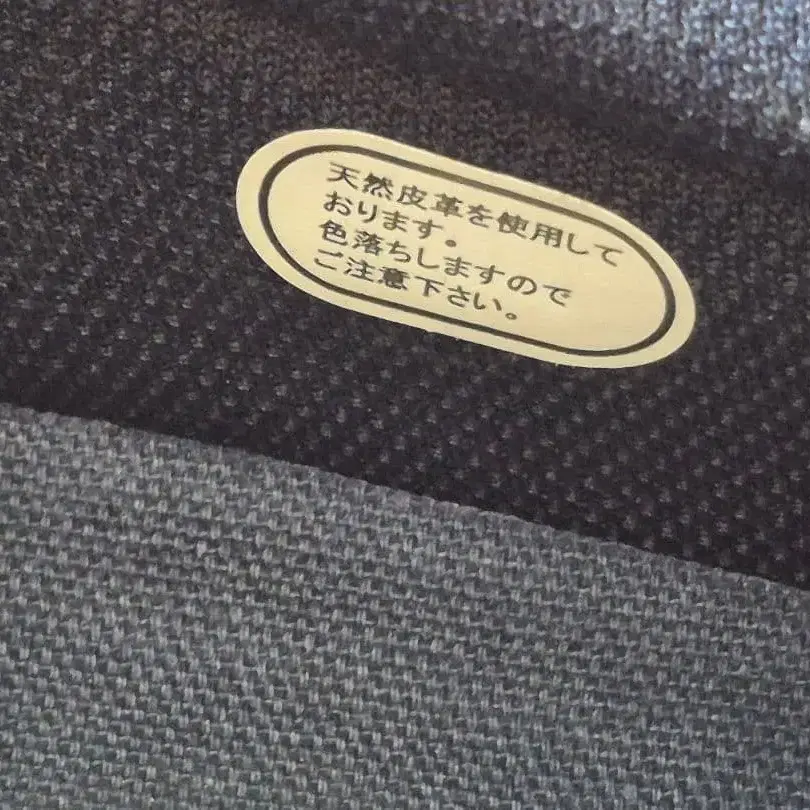 天然皮革を使用して
おります。
色落ちしますので
ご注意下さい。